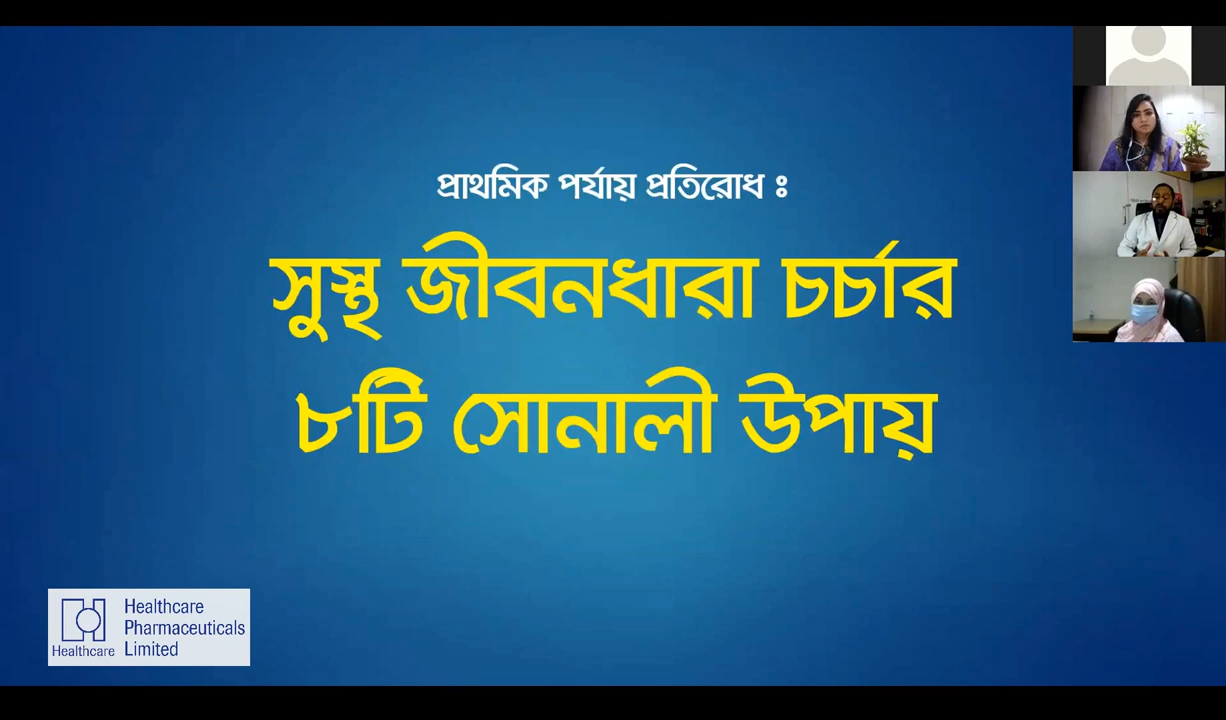 প্রাথমিক পর্যায় প্রতিরোধ ঃ
সুস্থ জীবনধারা চর্চার
৮টি সোনালী উপায়
Healthcare
Pharmaceuticals
Limited
Healthcare